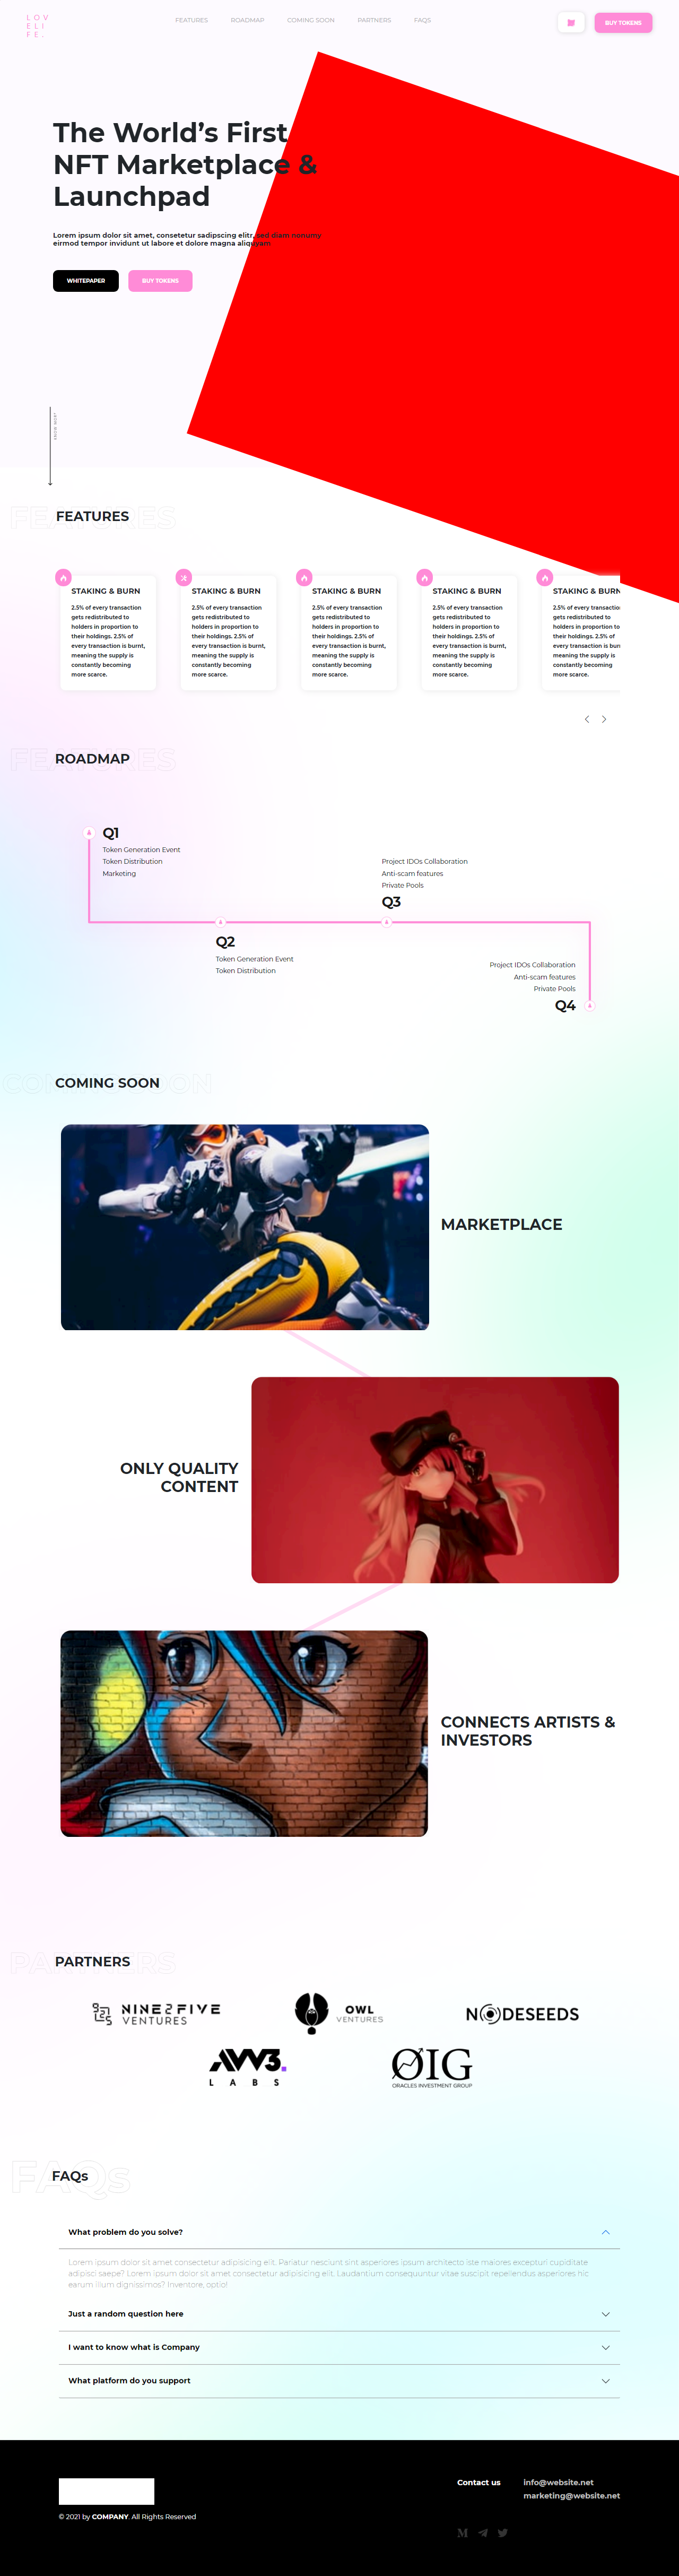 L O V
E L I
F E .
FEATURES
ROADMAP
COMING SOON
PARTNERS
FAQS
BUY TOKENS
The World’s First
NFT Marketplace &
Launchpad
Lorem ipsum dolor sit amet, consetetur sadipscing elitr, sed diam nonumy
eirmod tempor invidunt ut labore et dolore magna aliquyam
WHITEPAPER
BUY TOKENS
FEATURES
FEATURES
STAKING & BURN
2.5% of every transaction
gets redistributed to
holders in proportion to
their holdings. 2.5% of
every transaction is burnt,
meaning the supply is
constantly becoming
more scarce.
STAKING & BURN
2.5% of every transaction
gets redistributed to
holders in proportion to
their holdings. 2.5% of
every transaction is burnt,
meaning the supply is
constantly becoming
more scarce.
STAKING & BURN
2.5% of every transaction
gets redistributed to
holders in proportion to
their holdings. 2.5% of
every transaction is burnt,
meaning the supply is
constantly becoming
more scarce.
STAKING & BURN
2.5% of every transaction
gets redistributed to
holders in proportion to
their holdings. 2.5% of
every transaction is burnt,
meaning the supply is
constantly becoming
more scarce.
STAKING & BURN
2.5% of every transaction
gets redistributed to
holders in proportion to
their holdings. 2.5% of
every transaction is burn
meaning the supply is
constantly becoming
more scarce.
FEATURES
ROADMAP
Q1
Token Generation Event
Token Distribution
Marketing
Project IDOs Collaboration
Anti-scam features
Private Pools
Q3
Q2
Token Generation Event
Token Distribution
Project IDOs Collaboration
Anti-scam features
Private Pools
Q4
COMING SOON
COMING SOON
MARKETPLACE
ONLY QUALITY
CONTENT
CONNECTS ARTISTS &
INVESTORS
PARTNERS
PARTNERS
NINE2FIVE
VENTURES
OWL
VENTURES
NODESEEDS
AVV3.
L A B S
OIG
ORACLES INVESTMENT GROUP
FAQs
FAQs
What problem do you solve?
Lorem ipsum dolor sit amet consectetur adipisicing elit. Pariatur nesciunt sint asperiores ipsum architecto iste maiores excepturi cupiditate
adipisci saepe? Lorem ipsum dolor sit amet consectetur adipisicing elit. Laudantium consequuntur vitae suscipit repellendus asperiores hic
earum illum dignissimos? Inventore, optio!
Just a random question here
I want to know what is Company
What platform do you support
Contact us
info@website.net
marketing@website.net
© 2021 by COMPANY. All Rights Reserved